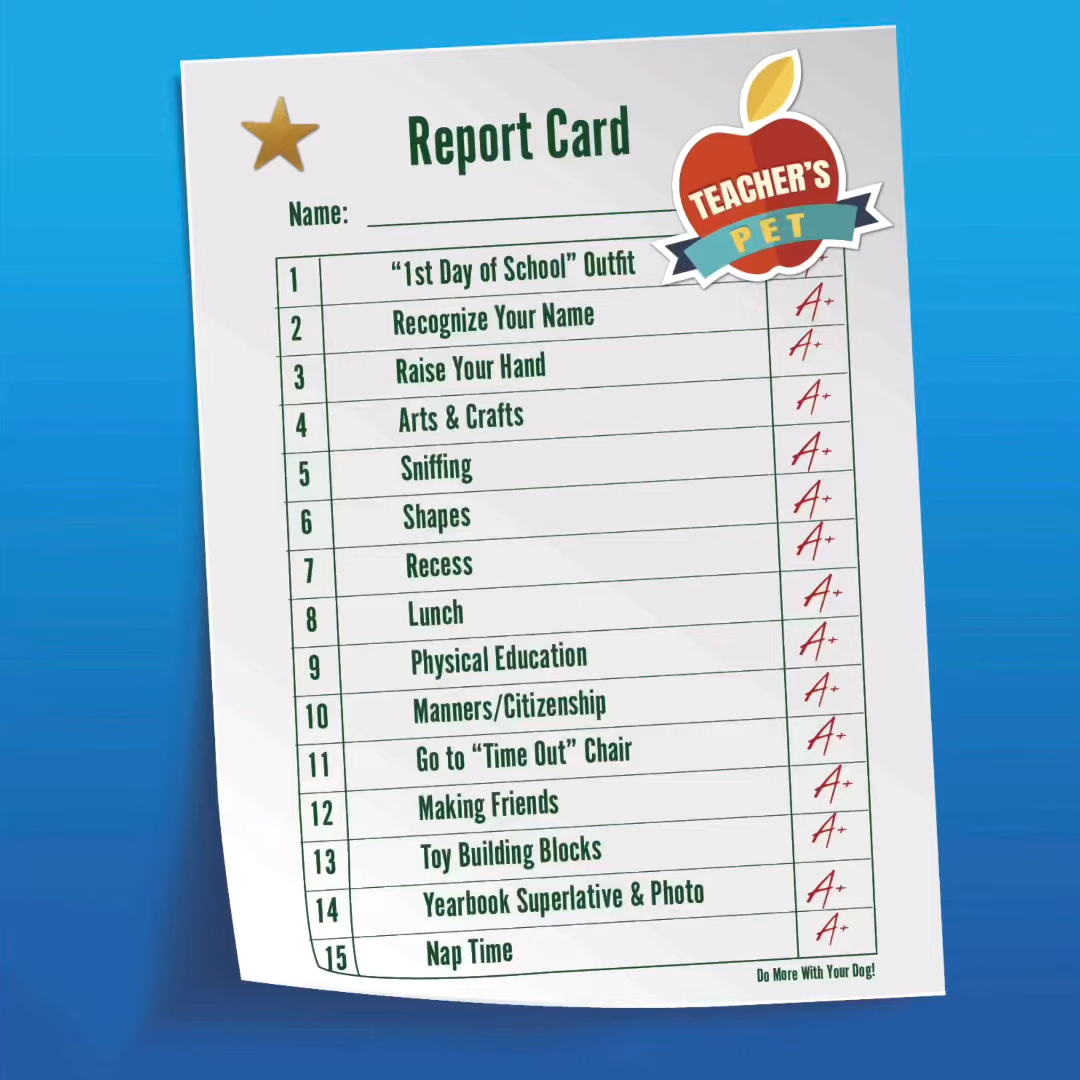 Report Card
TEACHER'S
PET
Name:
1 “1st Day of School” Outfit
2 Recognize Your Name A+
3 Raise Your Hand A+
4 Arts & Crafts A+
5 Sniffing A+
6 Shapes A+
7 Recess A+
8 Lunch A+
9 Physical Education A+
10 Manners/Citizenship A+
11 Go to “Time Out” Chair A+
12 Making Friends A+
13 Toy Building Blocks A+
14 Yearbook Superlative & Photo A+
15 Nap Time A+
Do More With Your Dog!